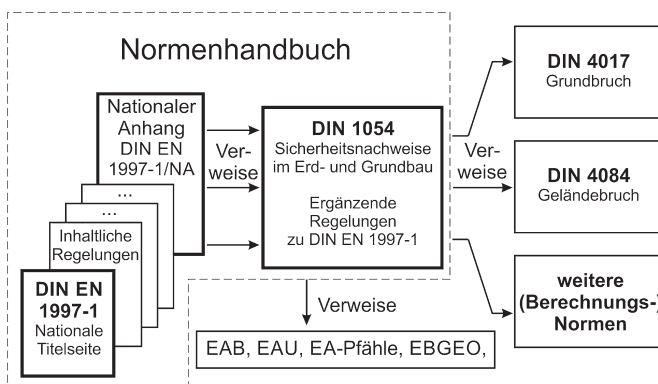 Normenhandbuch
Nationaler
Anhang
DIN EN
1997-1/NA
...
...
Inhaltliche
Regelungen
DIN EN
1997-1
Nationale
Titelseite
Ver-
weise
DIN 1054
Sicherheitsnachweise
im Erd- und Grundbau
Ergänzende
Regelungen
zu DIN EN 1997-1
Ver-
weise
DIN 4017
Grundbruch
DIN 4084
Geländebruch
weitere
(Berechnungs-)
Normen
Verweise
EAB, EAU, EA-Pfähle, EBGEO,